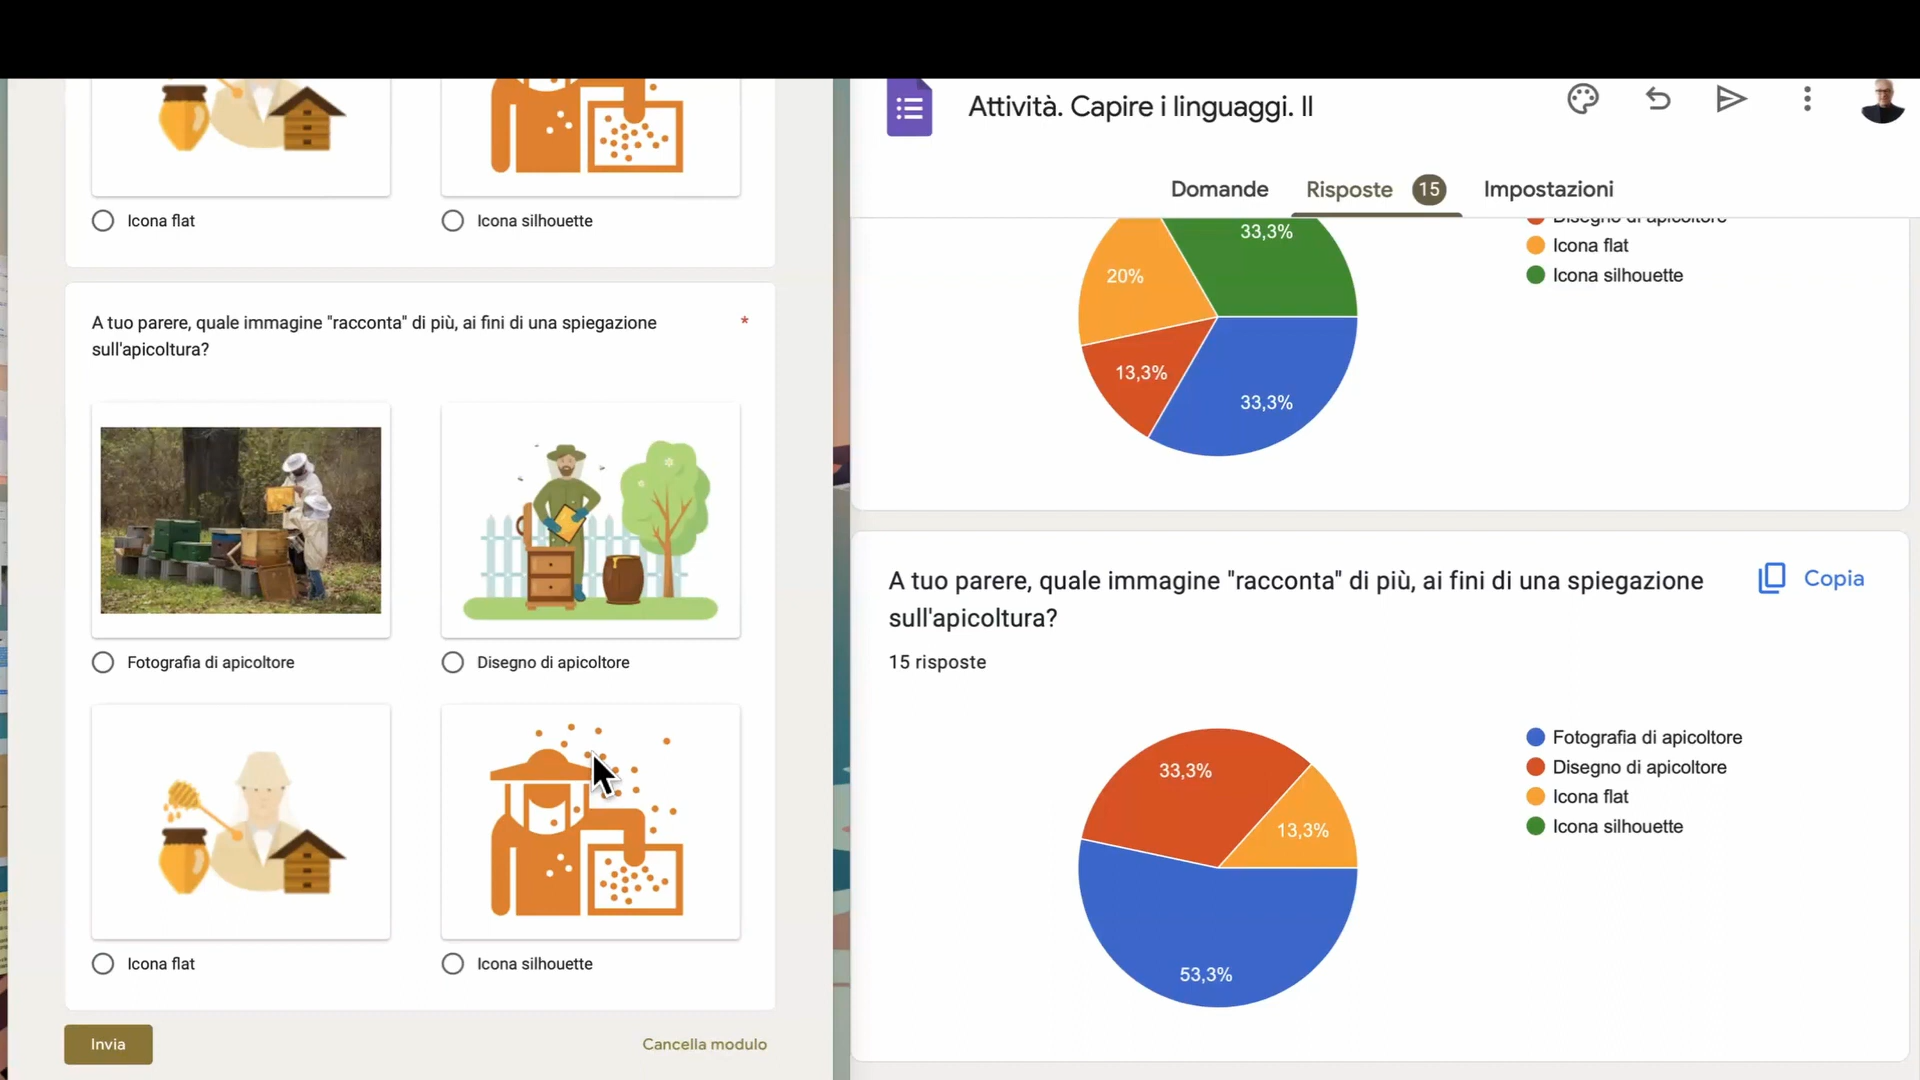 Icona flat
Icona silhouette
A tuo parere, quale immagine "racconta" di più, ai fini di una spiegazione *
sull'apicoltura?
Fotografia di apicoltore
Disegno di apicoltore
Icona flat
Icona silhouette
Invia
Cancella modulo
Attività. Capire i linguaggi. II
Domande
Risposte 15
Impostazioni
Disegno di apicoltore
Icona flat
Icona silhouette
33,3%
20%
13,3%
33,3%
A tuo parere, quale immagine "racconta" di più, ai fini di una spiegazione
sull'apicoltura?
Copia
15 risposte
Fotografia di apicoltore
Disegno di apicoltore
Icona flat
Icona silhouette
33,3%
13,3%
53,3%